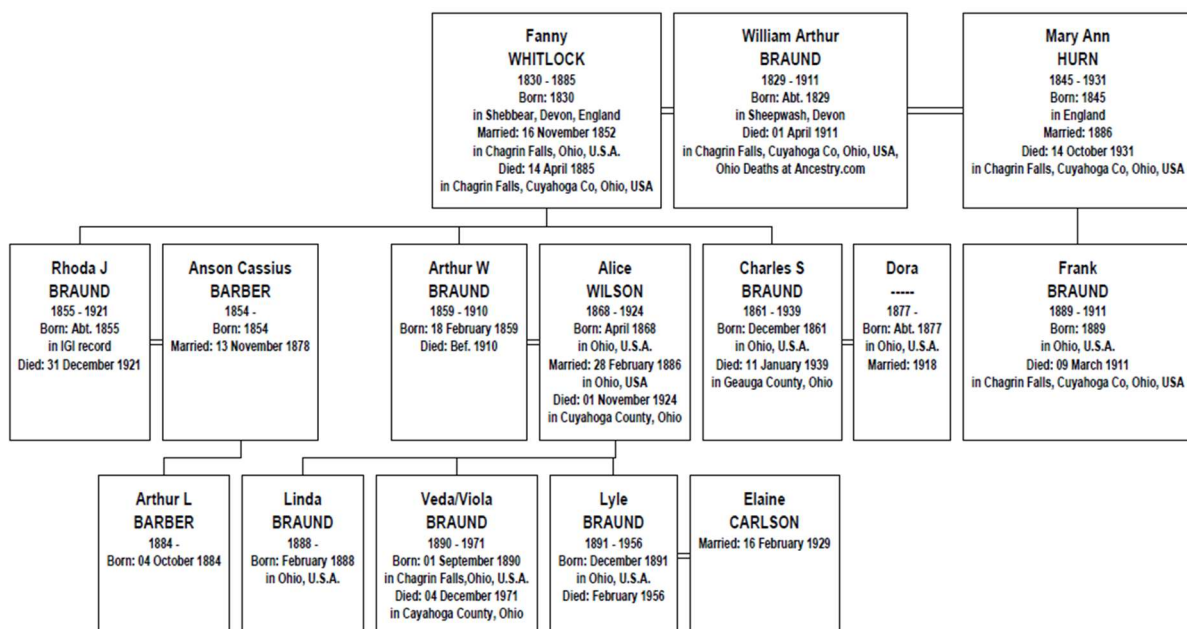 Fanny
WHITLOCK
1830 - 1885
Born: 1830
in Shebbear, Devon, England
Married: 16 November 1852
in Chagrin Falls, Ohio, U.S.A.
Died: 14 April 1885
in Chagrin Falls, Cuyahoga Co, Ohio, USA
William Arthur
BRAUND
1829 - 1911
Born: Abt. 1829
in Sheepwash, Devon
Died: 01 April 1911
in Chagrin Falls, Cuyahoga Co, Ohio, USA,
Ohio Deaths at Ancestry.com
Mary Ann
HURN
1845 - 1931
Born: 1845
in England
Married: 1886
Died: 14 October 1931
in Chagrin Falls, Cuyahoga Co, Ohio, USA
Rhoda J
BRAUND
1855 - 1921
Born: Abt. 1855
in IGI record
Died: 31 December 1921
Anson Cassius
BARBER
1854 -
Born: 1854
Married: 13 November 1878
Arthur W
BRAUND
1859 - 1910
Born: 18 February 1859
Died: Bef. 1910
Alice
WILSON
1868 - 1924
Born: April 1868
in Ohio, U.S.A.
Married: 28 February 1886
in Ohio, USA
Died: 01 November 1924
in Cuyahoga County, Ohio
Charles S
BRAUND
1861 - 1939
Born: December 1861
in Ohio, U.S.A.
Died: 11 January 1939
in Geauga County, Ohio
Dora
-----
1877 -
Born: Abt. 1877
in Ohio, U.S.A.
Married: 1918
Frank
BRAUND
1889 - 1911
Born: 1889
in Ohio, U.S.A.
Died: 09 March 1911
in Chagrin Falls, Cuyahoga Co, Ohio, USA
Arthur L
BARBER
1884 -
Born: 04 October 1884
Linda
BRAUND
1888 -
Born: February 1888
in Ohio, U.S.A.
Veda/Viola
BRAUND
1890 - 1971
Born: 01 September 1890
in Chagrin Falls,Ohio, U.S.A.
Died: 04 December 1971
in Cayahoga County, Ohio
Lyle
BRAUND
1891 - 1956
Born: December 1891
in Ohio, U.S.A.
Died: February 1956
Elaine
CARLSON
Married: 16 February 1929